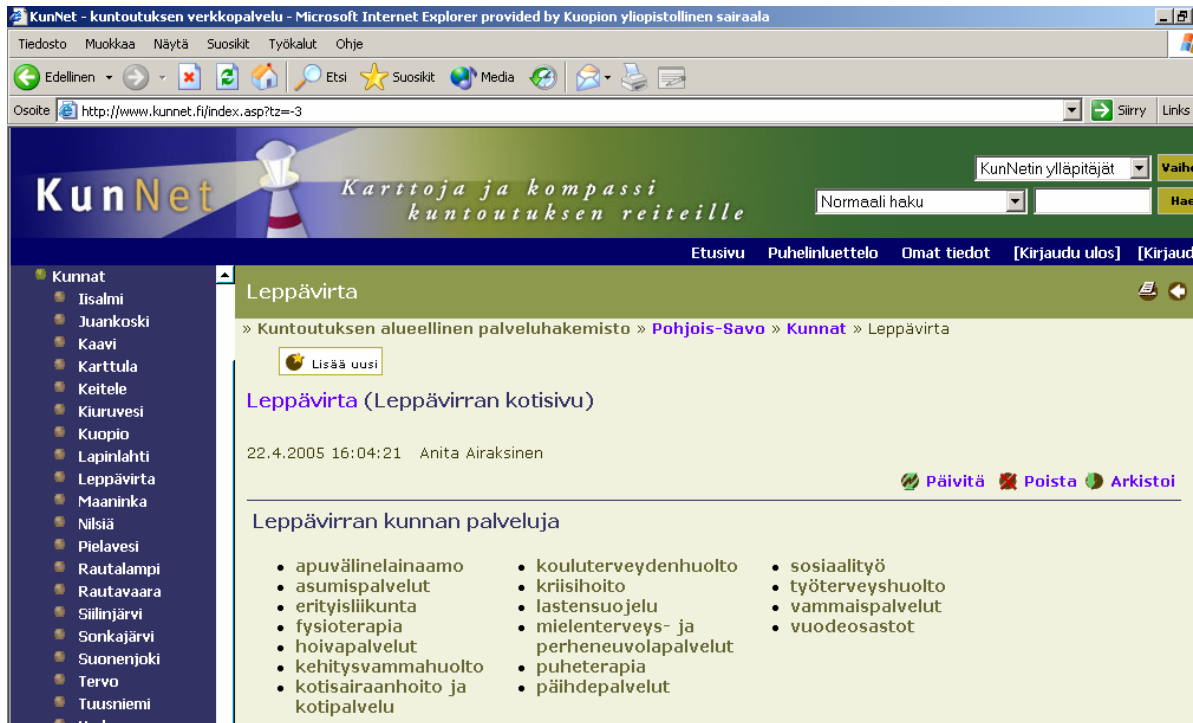 KunNet - kuntoutuksen verkkopalvelu - Microsoft Internet Explorer provided by Kuopion yliopistollinen sairaala
Tiedosto Muokkaa Näytä Suosikit Työkalut Ohje
Edellinen Etsi Suosikit Media
Osoite http://www.kunnet.fi/index.asp?tz=-3 Siirry Links
KunNet
Karttoja ja kompassi
kuntoutuksen reiteille
KunNetin ylläpitäjät
Normaali haku
Etusivu Puhelinluettelo Omat tiedot [Kirjaudu ulos] [Kirjaud
Kunnat
Iisalmi
Juankoski
Kaavi
Karttula
Keitele
Kiuruvesi
Kuopio
Lapinlahti
Leppävirta
Maaninka
Nilsiä
Pielavesi
Rautalampi
Rautavaara
Siilinjärvi
Sonkajärvi
Suonenjoki
Tervo
Tuusniemi
Leppävirta
» Kuntoutuksen alueellinen palveluhakemisto » Pohjois-Savo » Kunnat » Leppävirta
Lisää uusi
Leppävirta (Leppävirran kotisivu)
22.4.2005 16:04:21 Anita Airaksinen
Päivitä Poista Arkistoi
Leppävirran kunnan palveluja
• apuvälinelainaamo
• asumispalvelut
• erityisliikunta
• fysioterapia
• hoivapalvelut
• kehitysvammahuolto
• kotisairaanhoito ja
kotipalvelu
• kouluterveydenhuolto
• kriisihoito
• lastensuojelu
• mielenterveys- ja
perheneuvolapalvelut
• puheterapia
• päihdepalvelut
• sosiaalityö
• työterveyshuolto
• vammaispalvelut
• vuodeosastot